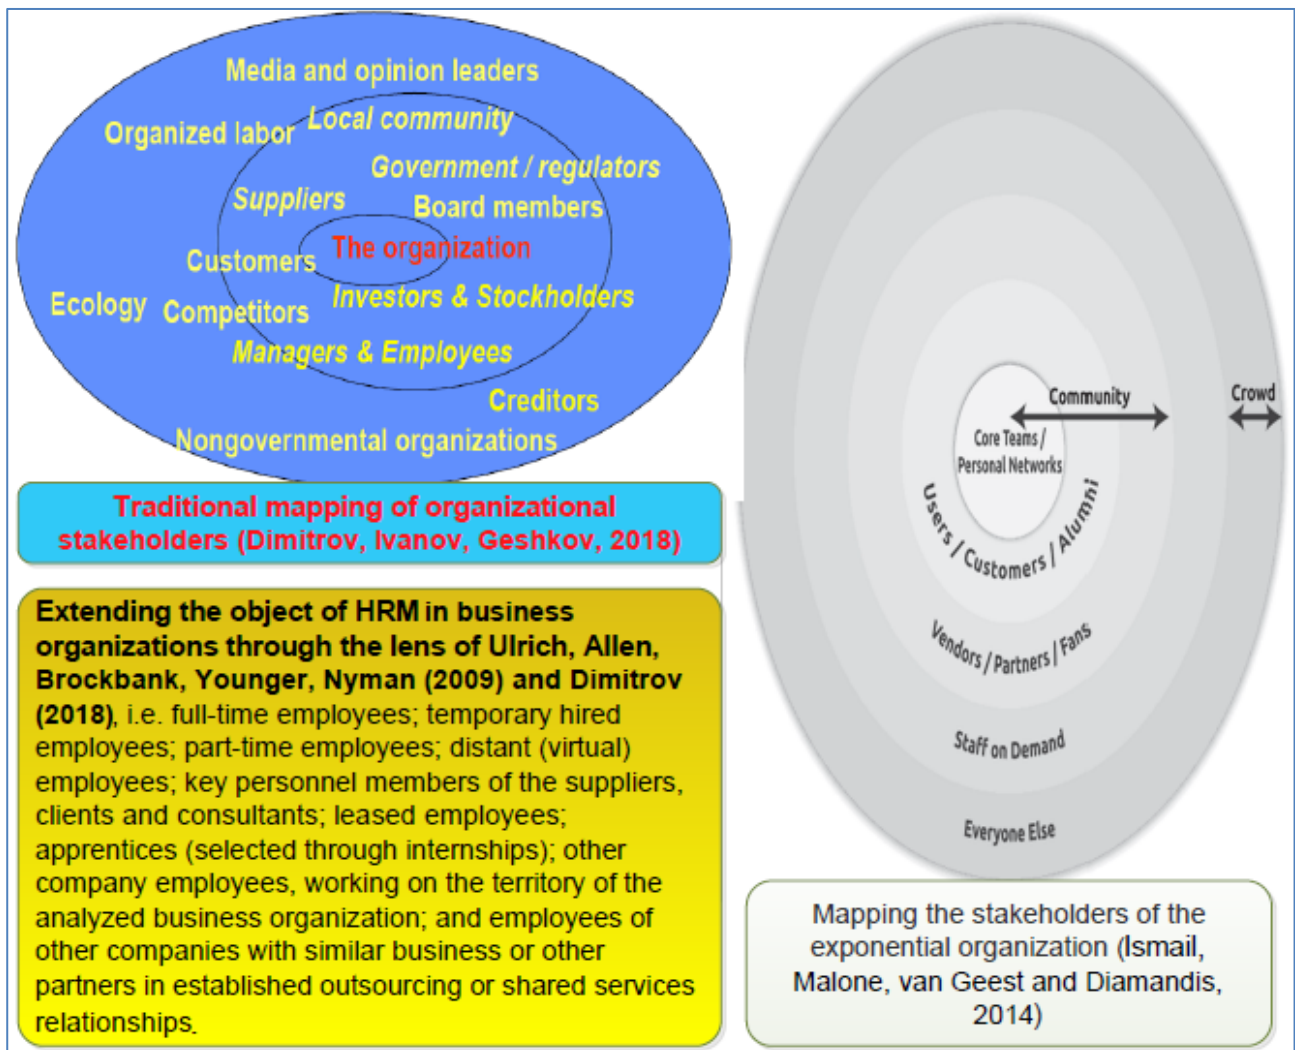 Media and opinion leaders
Local community
Organized labor
Government / regulators
Suppliers
Board members
The organization
Customers
Investors & Stockholders
Ecology
Competitors
Managers & Employees
Creditors
Nongovernmental organizations
Traditional mapping of organizational
stakeholders (Dimitrov, Ivanov, Geshkov, 2018)
Extending the object of HRM in business
organizations through the lens of Ulrich, Allen,
Brockbank, Younger, Nyman (2009) and Dimitrov
(2018), i.e. full-time employees; temporary hired
employees; part-time employees; distant (virtual)
employees; key personnel members of the suppliers,
clients and consultants; leased employees;
apprentices (selected through internships); other
company employees, working on the territory of the
analyzed business organization; and employees of
other companies with similar business or other
partners in established outsourcing or shared services
relationships.
Community
Crowd
Core Teams /
Personal Networks
Users / Customers / Alumni
Vendors / Partners / Fans
Staff on Demand
Everyone Else
Mapping the stakeholders of the
exponential organization (Ismail,
Malone, van Geest and Diamandis,
2014)